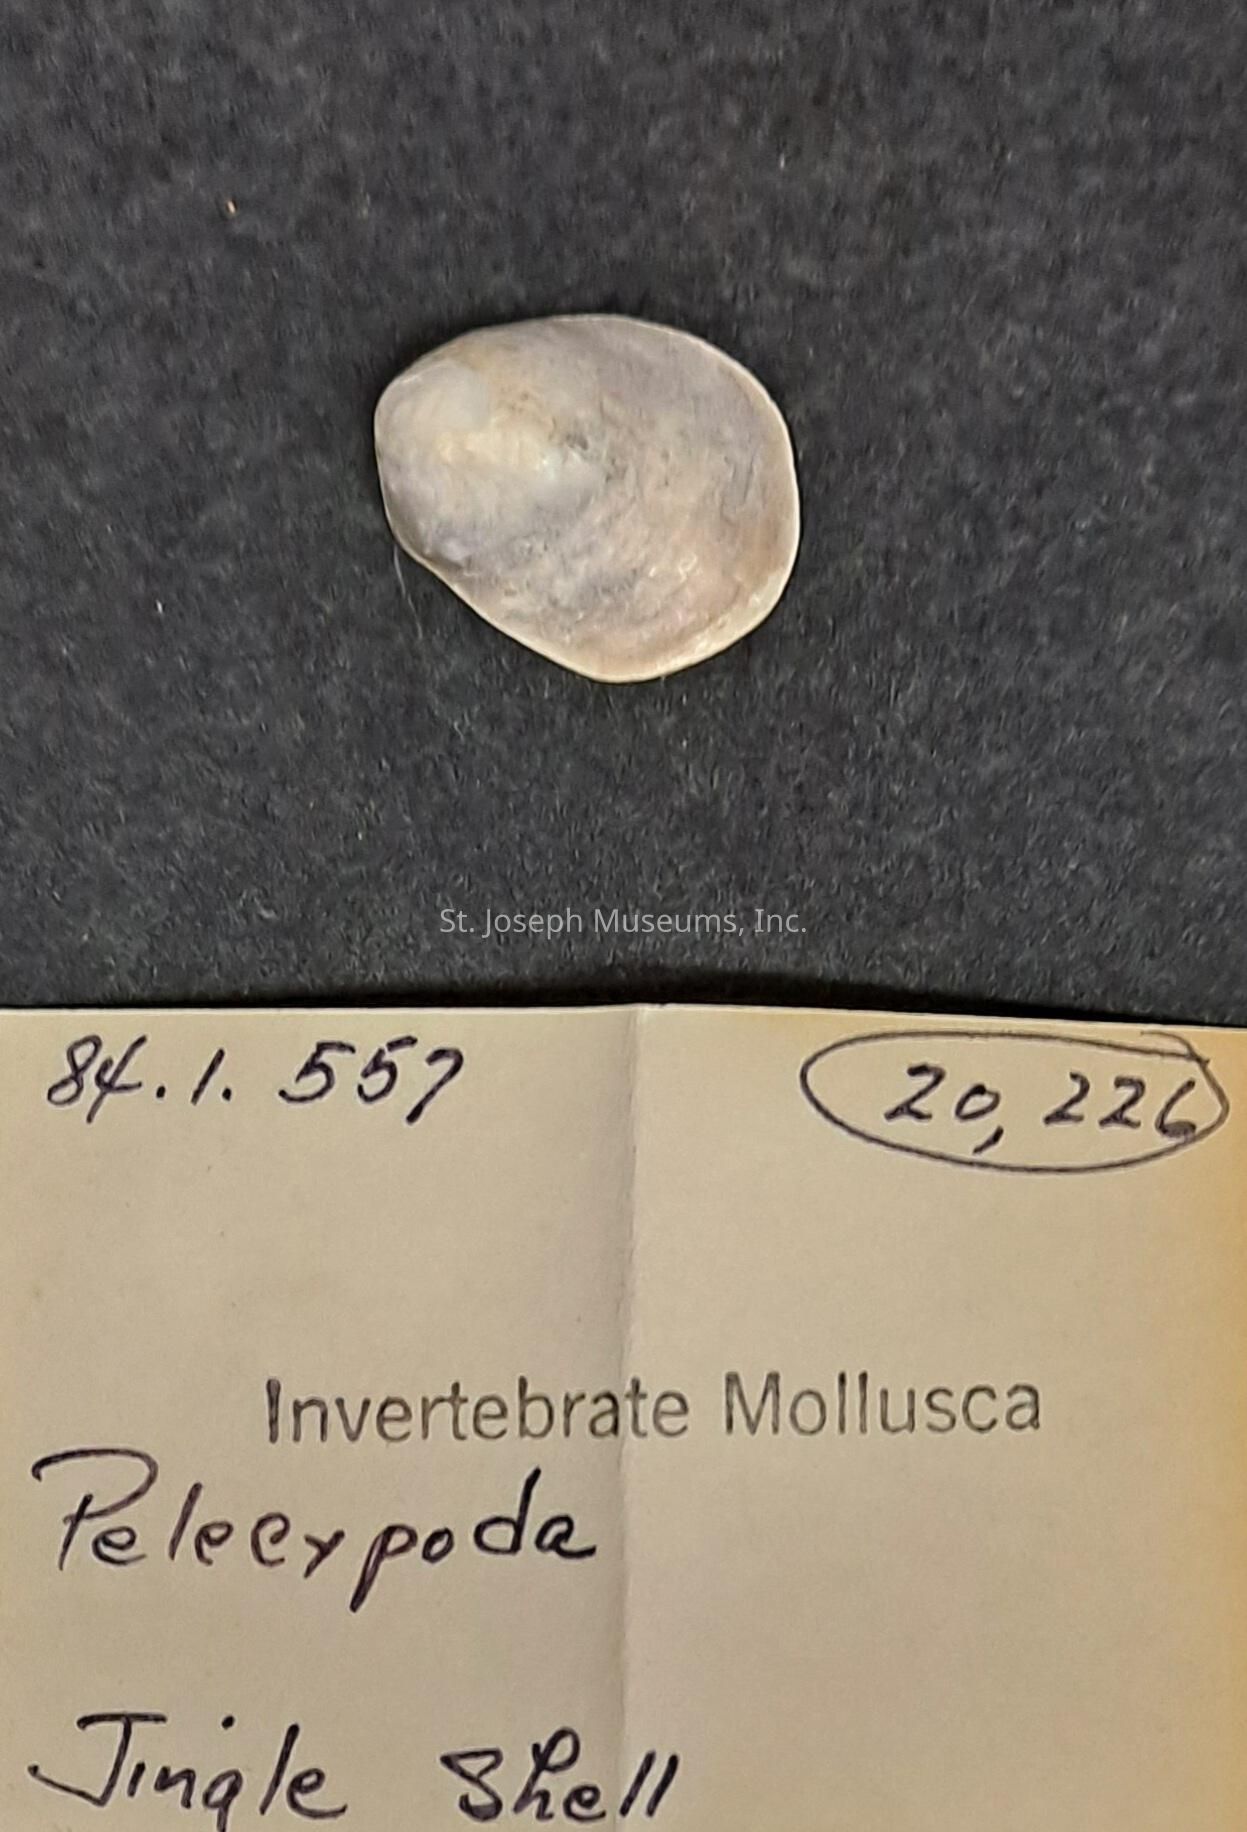 St. Joseph Museums, Inc.
84.1.557
20,226
Invertebrate Mollusca
Pelecypoda
Jingle Shell